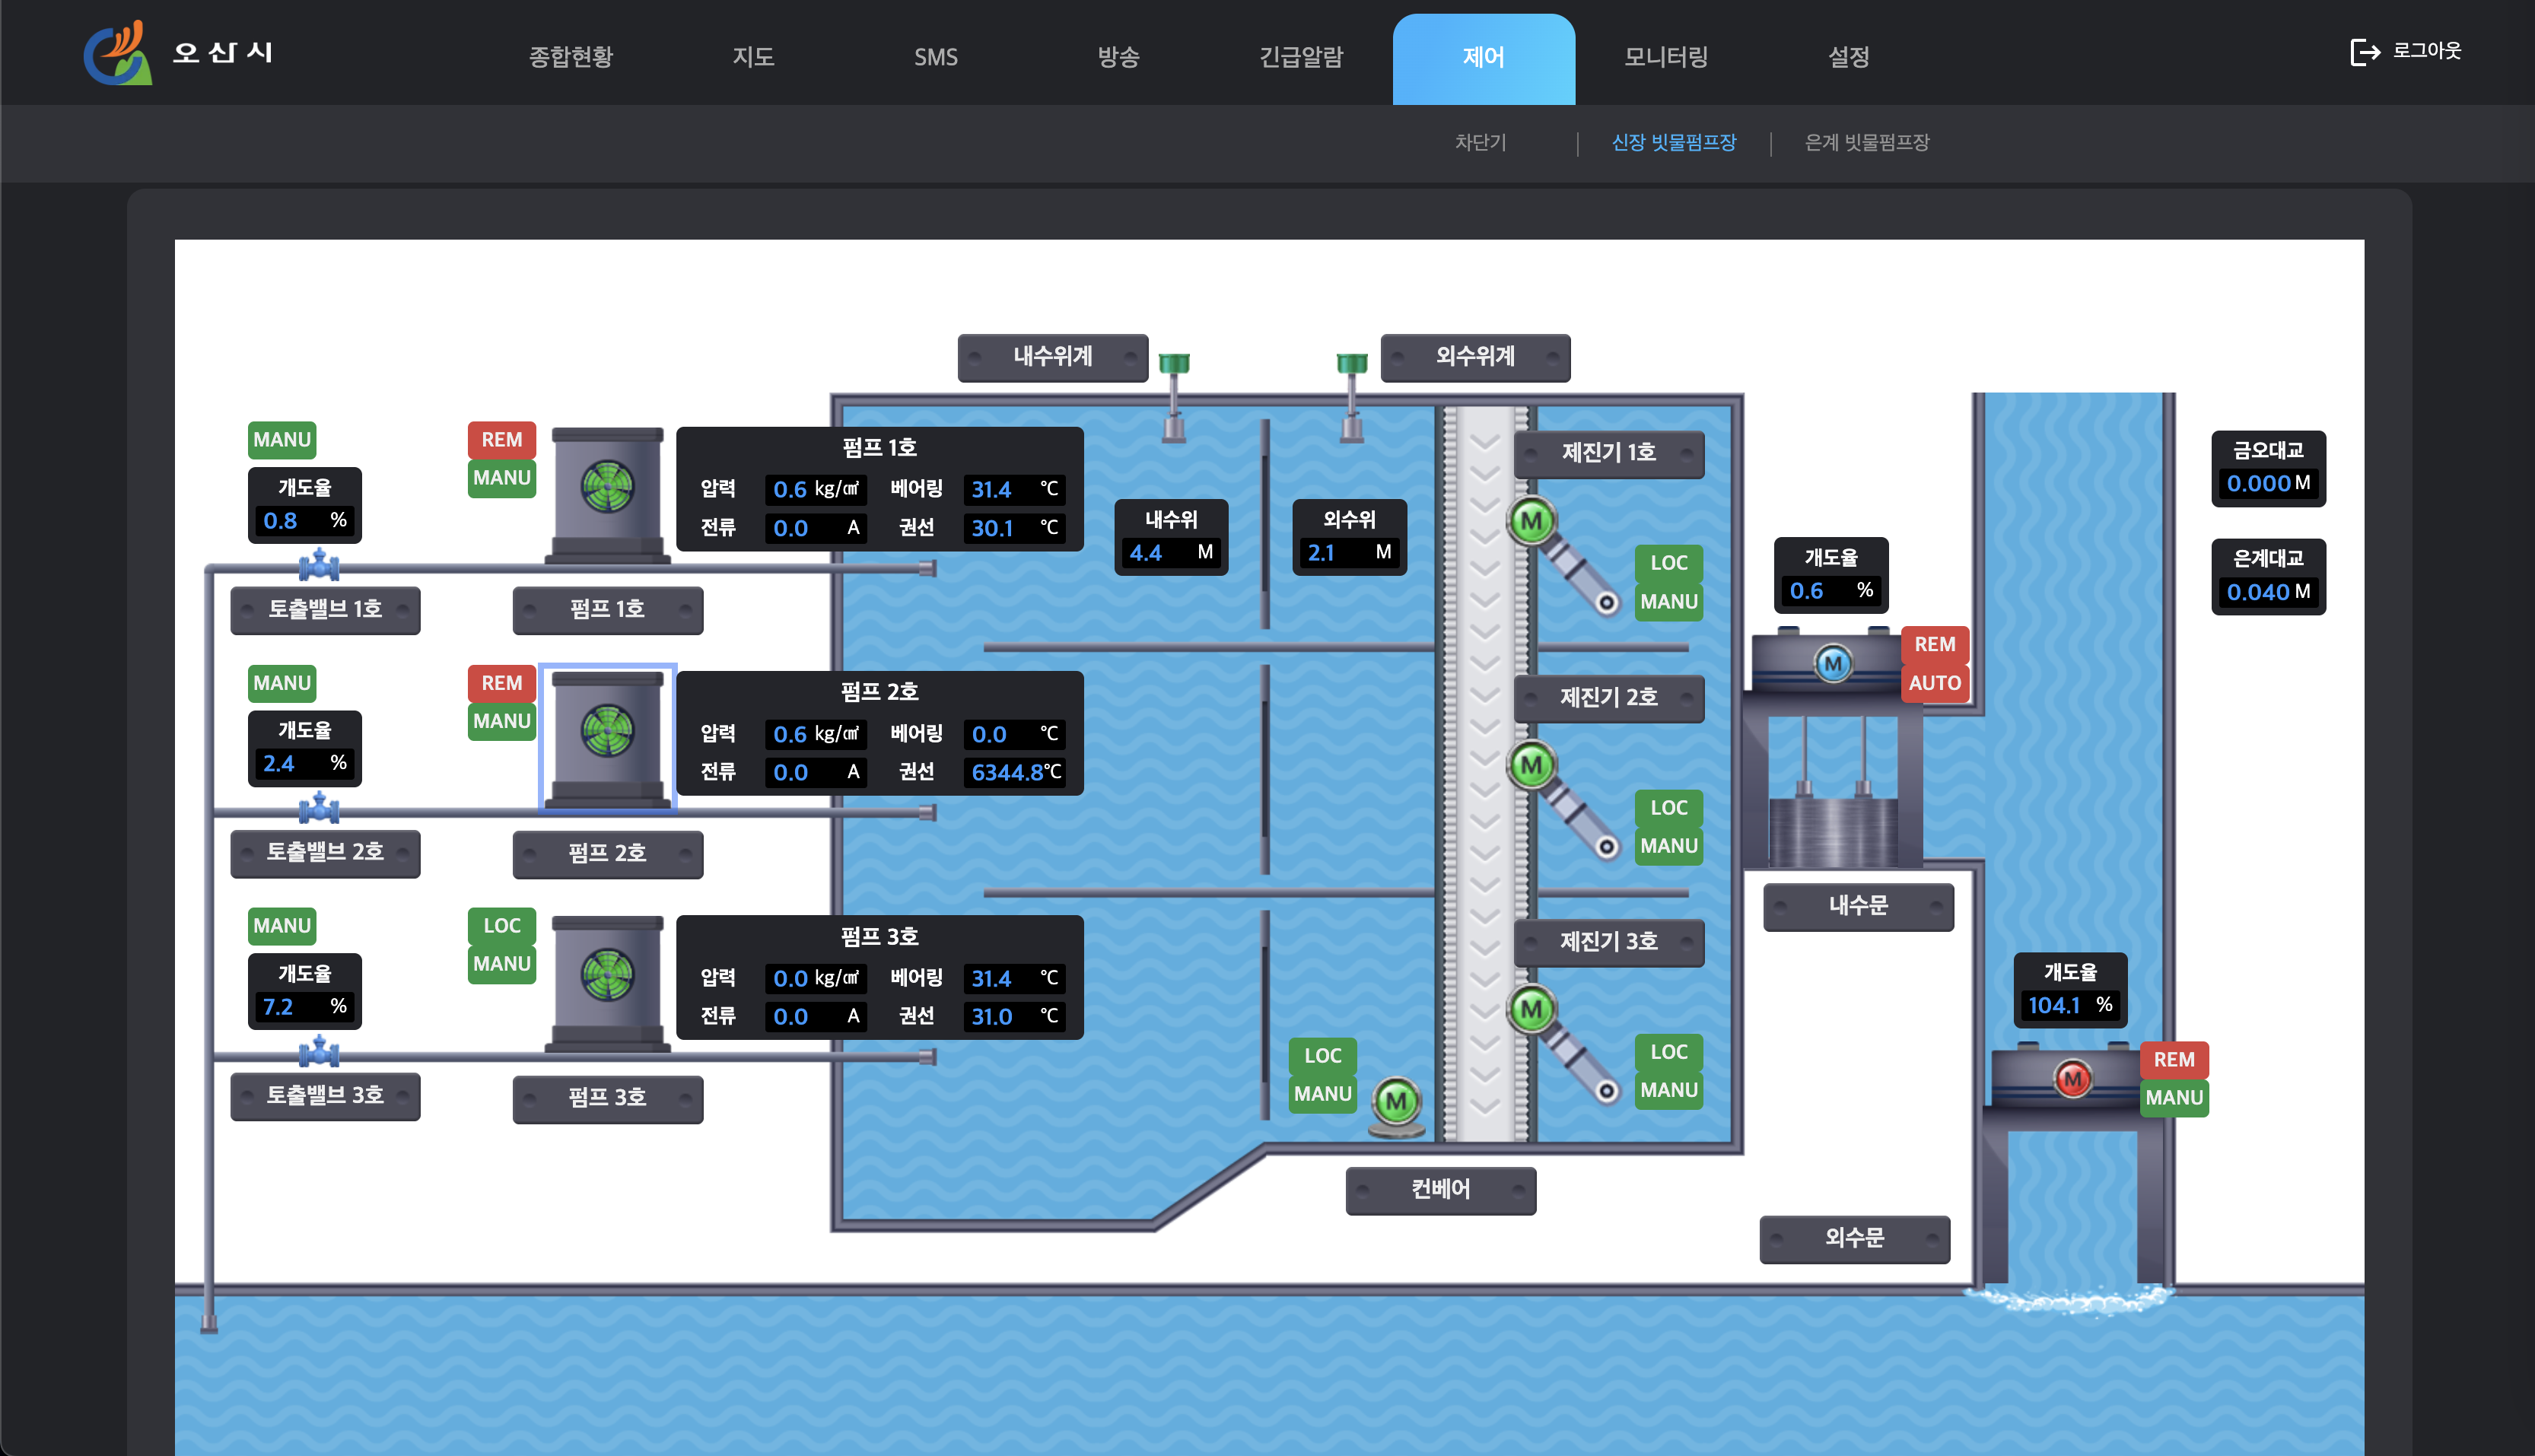 오산시
종합현황
지도
SMS
방송
긴급알람
제어
모니터링
설정
로그아웃
차단기
신장 빗물펌프장
은계 빗물펌프장
내수위계
외수위계
MANU
개도율
0.8 %
토출밸브 1호
REM
MANU
펌프 1호
펌프 1호
압력 0.6 kg/㎠ 베어링 31.4 ℃
전류 0.0 A 권선 30.1 ℃
내수위
4.4 M
외수위
2.1 M
제진기 1호
M
LOC
MANU
개도율
0.6 %
M
REM
AUTO
금오대교
0.000 M
은계대교
0.040 M
MANU
개도율
2.4 %
토출밸브 2호
REM
MANU
펌프 2호
펌프 2호
압력 0.6 kg/㎠ 베어링 0.0 ℃
전류 0.0 A 권선 6344.8℃
제진기 2호
M
LOC
MANU
내수문
MANU
개도율
7.2 %
토출밸브 3호
LOC
MANU
펌프 3호
펌프 3호
압력 0.0 kg/㎠ 베어링 31.4 ℃
전류 0.0 A 권선 31.0 ℃
제진기 3호
M
LOC
MANU
LOC
MANU
M
컨베어
개도율
104.1 %
M
REM
MANU
외수문